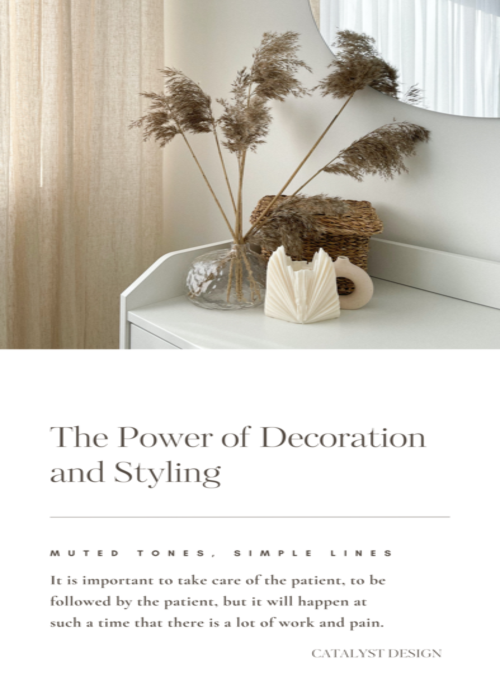 The Power of Decoration
and Styling
MUTED TONES, SIMPLE LINES
It is important to take care of the patient, to be
followed by the patient, but it will happen at
such a time that there is a lot of work and pain.
CATALYST DESIGN